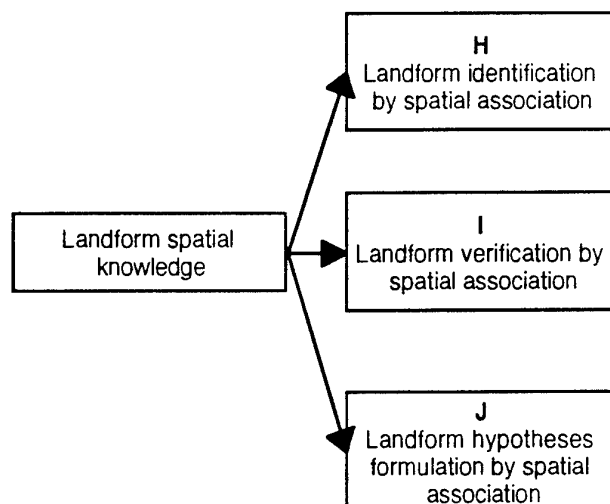 H
Landform identification
by spatial association
Landform spatial
knowledge
I
Landform verification by
spatial association
J
Landform hypotheses
formulation by spatial
association